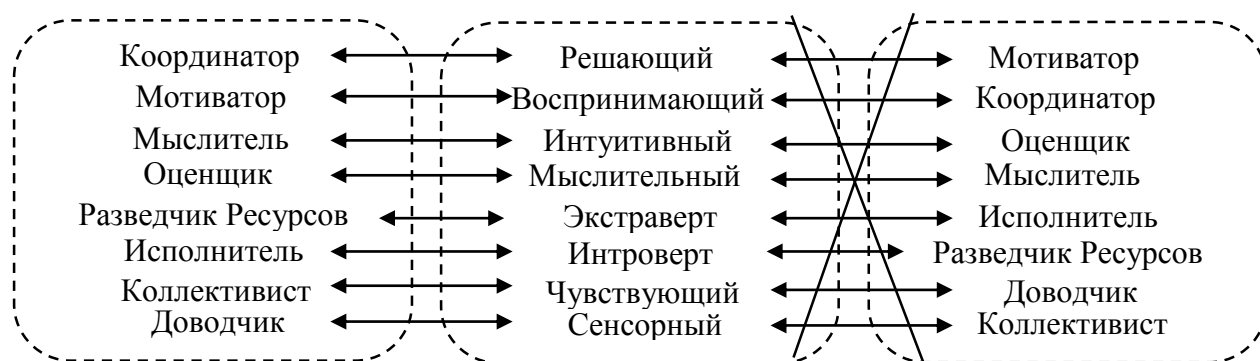 Координатор Решающий Мотиватор
Мотиватор Воспринимающий Координатор
Мыслитель Интуитивный Оценщик
Оценщик Мыслительный Мыслитель
Разведчик Ресурсов Экстраверт Исполнитель
Исполнитель Интроверт Разведчик Ресурсов
Коллективист Чувствующий Доводчик
Доводчик Сенсорный Коллективист